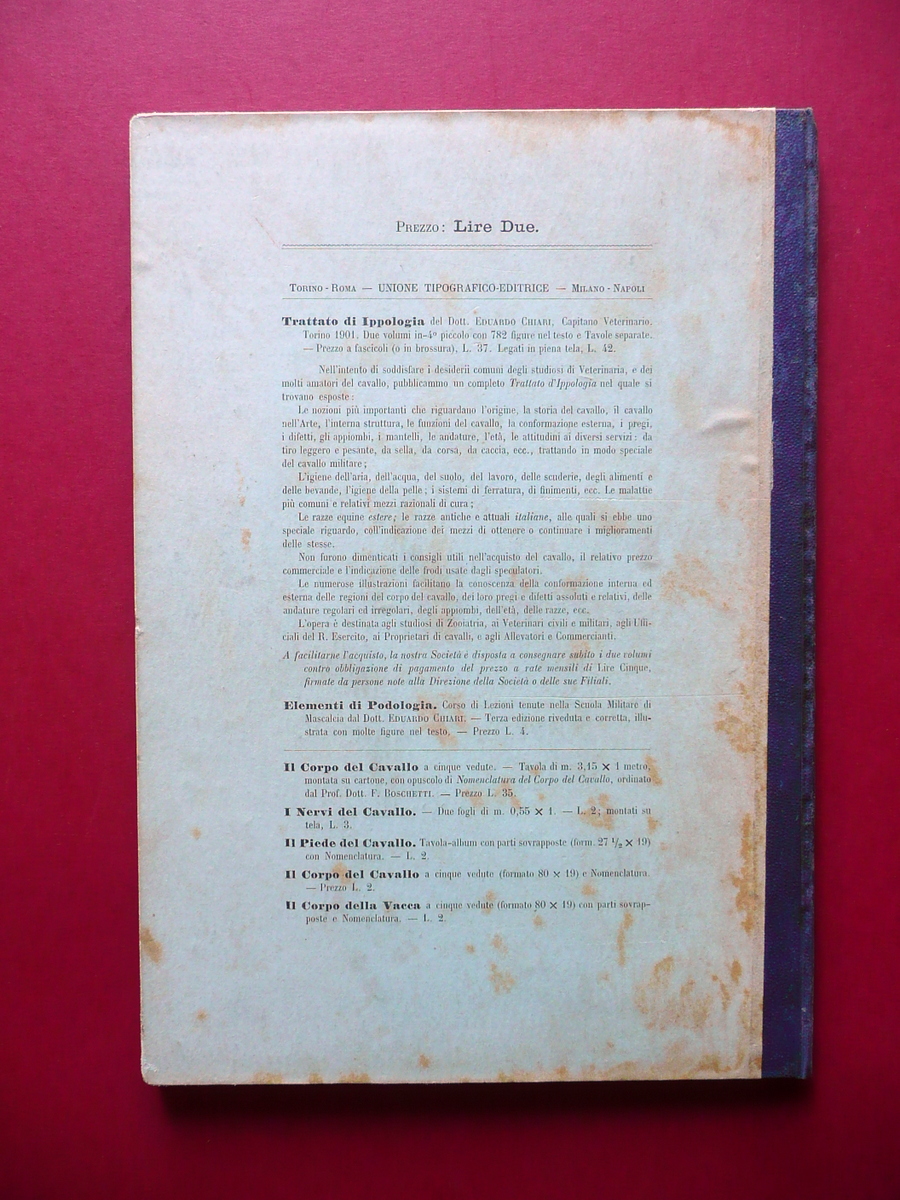 Prezzo: Lire Due.
Torino - Roma — UNIONE TIPOGRAFICO-EDITRICE — Milano - Napoli
Trattato di Ippologia del Dott. Eduardo Chiari, Capitano Veterinario.
Torino 1901. Due volumi in-4º piccolo con 782 figure nel testo e Tavole separate.
— Prezzo a fascicoli (o in brossura), L. 37. Legati in piena tela, L. 42.
Nell'intento di soddisfare i desiderii comuni degli studiosi di Veterinaria, e dei
molti amatori del cavallo, pubblicammo un completo Trattato d'Ippologia nel quale si
trovano esposte:
Le nozioni più importanti che riguardano l'origine, la storia del cavallo, il cavallo
nell'Arte, l'interna struttura, le funzioni del cavallo, la conformazione esterna, i pregi,
i difetti, gli appiombi, i mantelli, le andature, l'età, le attitudini ai diversi servizi: da
tiro leggero e pesante, da sella, da corsa, da caccia, ecc., trattando in modo speciale
del cavallo militare;
L'igiene dell'aria, dell'acqua, del suolo, del lavoro, delle scuderie, degli alimenti e
delle bevande, l'igiene della pelle; i sistemi di ferratura, di finimenti, ecc. Le malattie
più comuni e relativi mezzi razionali di cura;
Le razze equine estere; le razze antiche e attuali italiane, alle quali si ebbe uno
speciale riguardo, coll'indicazione dei mezzi di ottenere o continuare i miglioramenti
delle stesse.
Non furono dimenticati i consigli utili nell'acquisto del cavallo, il relativo prezzo
commerciale e l'indicazione delle frodi usate dagli speculatori.
Le numerose illustrazioni facilitano la conoscenza della conformazione interna ed
esterna delle regioni del corpo del cavallo, dei loro pregi e difetti assoluti e relativi, delle
andature regolari ed irregolari, degli appiombi, dell'età, delle razze, ecc.
L'opera è destinata agli studiosi di Zooiatria, ai Veterinari civili e militari, agli Uffi-
ciali del R. Esercito, ai Proprietari di cavalli, e agli Allevatori e Commercianti.
A facilitarne l'acquisto, la nostra Società è disposta a consegnare subito i due volumi
contro obbligazione di pagamento del prezzo a rate mensili di Lire Cinque,
firmate da persone note alla Direzione della Società o delle sue Filiali.
Elementi di Podologia. Corso di Lezioni tenute nella Scuola Militare di
Mascalcia dal Dott. Eduardo Chiari. — Terza edizione riveduta e corretta, illu-
strata con molte figure nel testo. — Prezzo L. 4.
Il Corpo del Cavallo a cinque vedute. — Tavola di m. 3,15 × 1 metro,
montata su cartone, con opuscolo di Nomenclatura del Corpo del Cavallo, ordinato
dal Prof. Dott. F. Boschetti. — Prezzo L. 35.
I Nervi del Cavallo. — Due fogli di m. 0,55 × 1. — L. 2; montati su
tela, L. 3.
Il Piede del Cavallo. Tavola-album con parti sovrapposte (form. 27 1/2 × 19)
con Nomenclatura. — L. 2.
Il Corpo del Cavallo a cinque vedute (formato 80 × 19) e Nomenclatura.
— Prezzo L. 2.
Il Corpo della Vacca a cinque vedute (formato 80 × 19) con parti sovrap-
poste e Nomenclatura. — L. 2.